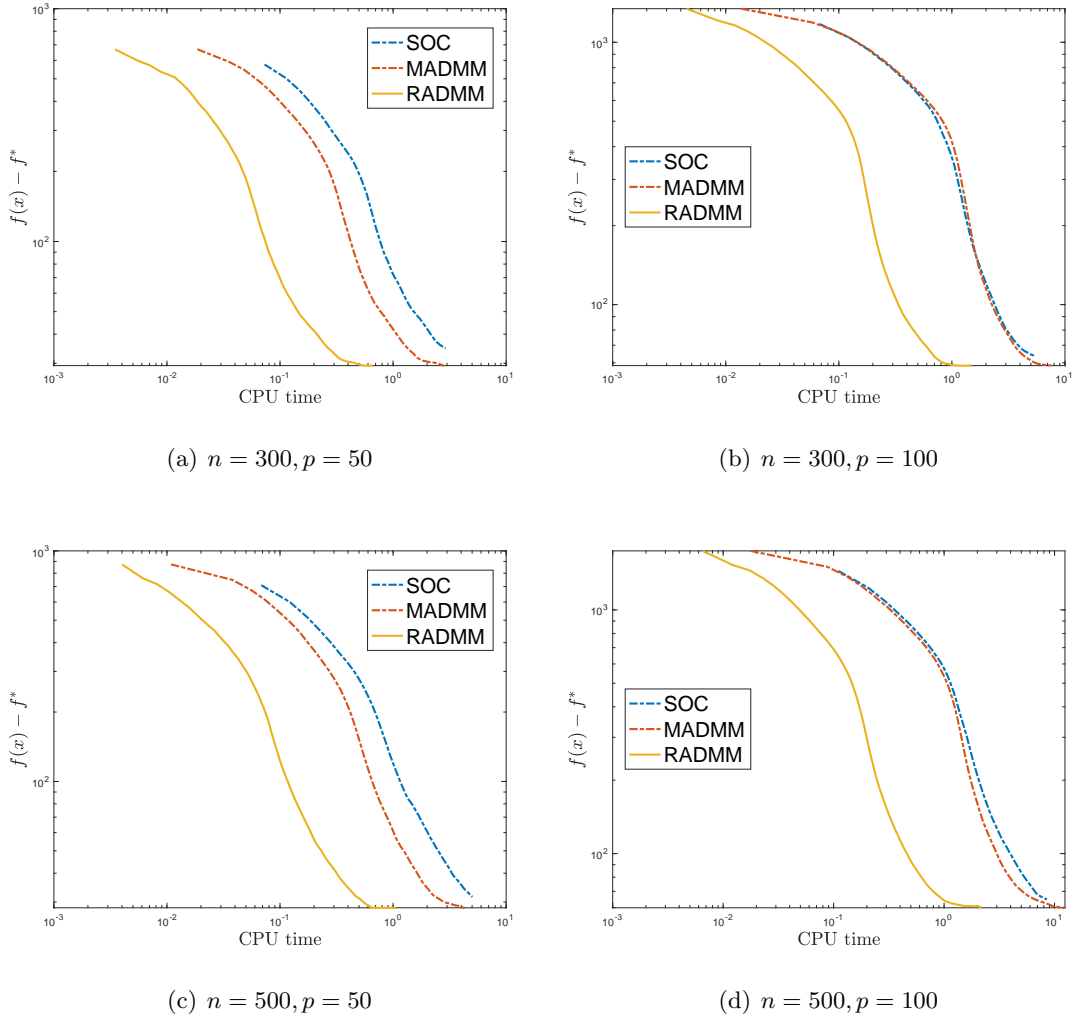 10^3
10^2
f(x) − f*
SOC
MADMM
RADMM
10^-3
10^-2
10^-1
10^0
10^1
CPU time
(a) n = 300, p = 50
10^3
10^2
f(x) − f*
SOC
MADMM
RADMM
10^-3
10^-2
10^-1
10^0
10^1
CPU time
(b) n = 300, p = 100
10^3
10^2
f(x) − f*
SOC
MADMM
RADMM
10^-3
10^-2
10^-1
10^0
10^1
CPU time
(c) n = 500, p = 50
10^3
10^2
f(x) − f*
SOC
MADMM
RADMM
10^-3
10^-2
10^-1
10^0
10^1
CPU time
(d) n = 500, p = 100